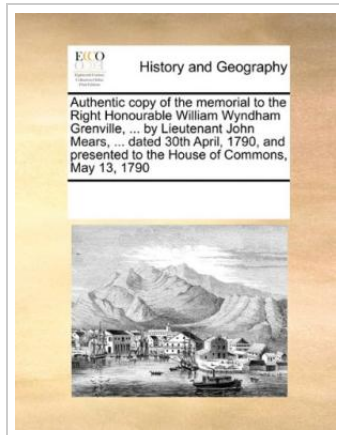 ECCO
History and Geography
Authentic copy of the memorial to the
Right Honourable William Wyndham
Grenville, ... by Lieutenant John
Mears, ... dated 30th April, 1790, and
presented to the House of Commons,
May 13, 1790